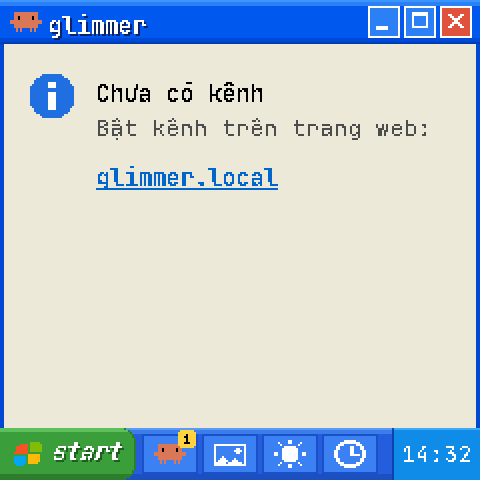 glimmer
Chưa có kênh
Bật kênh trên trang web:
glimmer.local
start
1
14:32